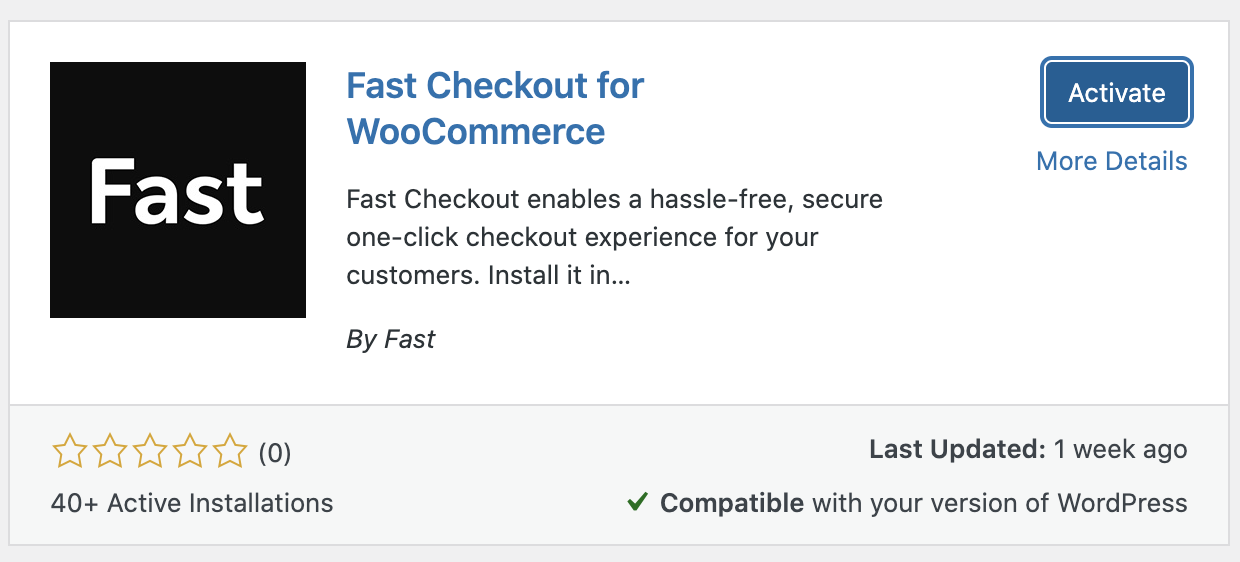 Fast
Fast Checkout for
WooCommerce
Activate
More Details
Fast Checkout enables a hassle-free, secure
one-click checkout experience for your
customers. Install it in...
By Fast
(0)
Last Updated: 1 week ago
40+ Active Installations
Compatible with your version of WordPress